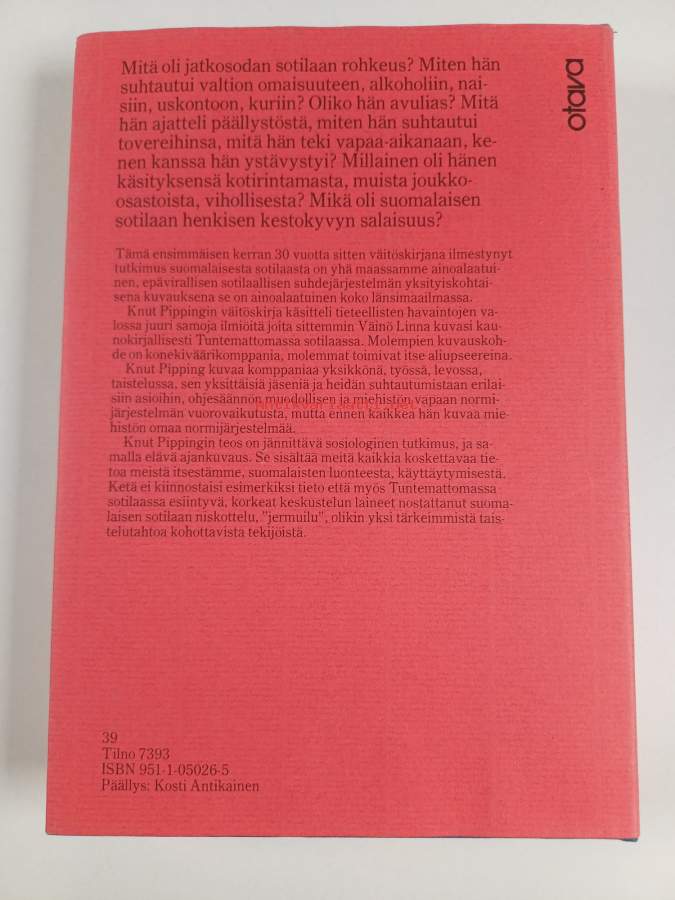 Mitä oli jatkosodan sotilaan rohkeus? Miten hän
suhtautui valtion omaisuuteen, alkoholiin, nai-
siin, uskontoon, kuriin? Oliko hän avulias? Mitä
hän ajatteli päällystöstä, miten hän suhtautui
tovereihinsa, mitä hän teki vapaa-aikanaan, ke-
nen kanssa hän ystävystyi? Millainen oli hänen
käsityksensä kotirintamasta, muista joukko-
osastoista, vihollisesta? Mikä oli suomalaisen
sotilaan henkisen kestokyvyn salaisuus?
otava
Tämä ensimmäisen kerran 30 vuotta sitten väitöskirjana ilmestynyt
tutkimus suomalaisesta sotilaasta on yhä maassamme ainoalaatui-
nen, epävirallisen sotilaallisen suhdejärjestelmän yksityiskohtai-
sena kuvauksena se on ainoalaatuinen koko länsimaailmassa.
Knut Pippingin väitöskirja käsitteli tieteellisten havaintojen va-
lossa juuri samoja ilmiöitä joita sittemmin Väinö Linna kuvasi kau-
nokirjallisesti Tuntemattomassa sotilaassa. Molempien kuvauskoh-
de on konekiväärikomppania, molemmat toimivat itse aliupseereina.
Knut Pipping kuvaa komppaniaa yksikkönä, työssä, levossa,
taistelussa, sen yksittäisiä jäseniä ja heidän suhtautumistaan erilai-
siin asioihin, ohjesäännön muodollisen ja miehistön vapaan normi-
järjestelmän vuorovaikutusta, mutta ennen kaikkea hän kuvaa mie-
histön omaa normijärjestelmää.
Antikvariaatti.net
Knut Pippingin teos on jännittävä sosiologinen tutkimus, ja sa-
malla elävä ajankuvaus. Se sisältää meitä kaikkia koskettavaa tie-
toa meistä itsestämme, suomalaisten luonteesta, käyttäytymisestä.
Ketä ei kiinnostaisi esimerkiksi tieto että myös Tuntemattomassa
sotilaassa esiintyvä, korkeat keskustelun laineet nostattanut suoma-
laisen sotilaan niskottelu, "jermuilu", olikin yksi tärkeimmistä tais-
telutahtoa kohottavista tekijöistä.
39
Tilno 7393
ISBN 951-1-05026-5
Päällys: Kosti Antikainen